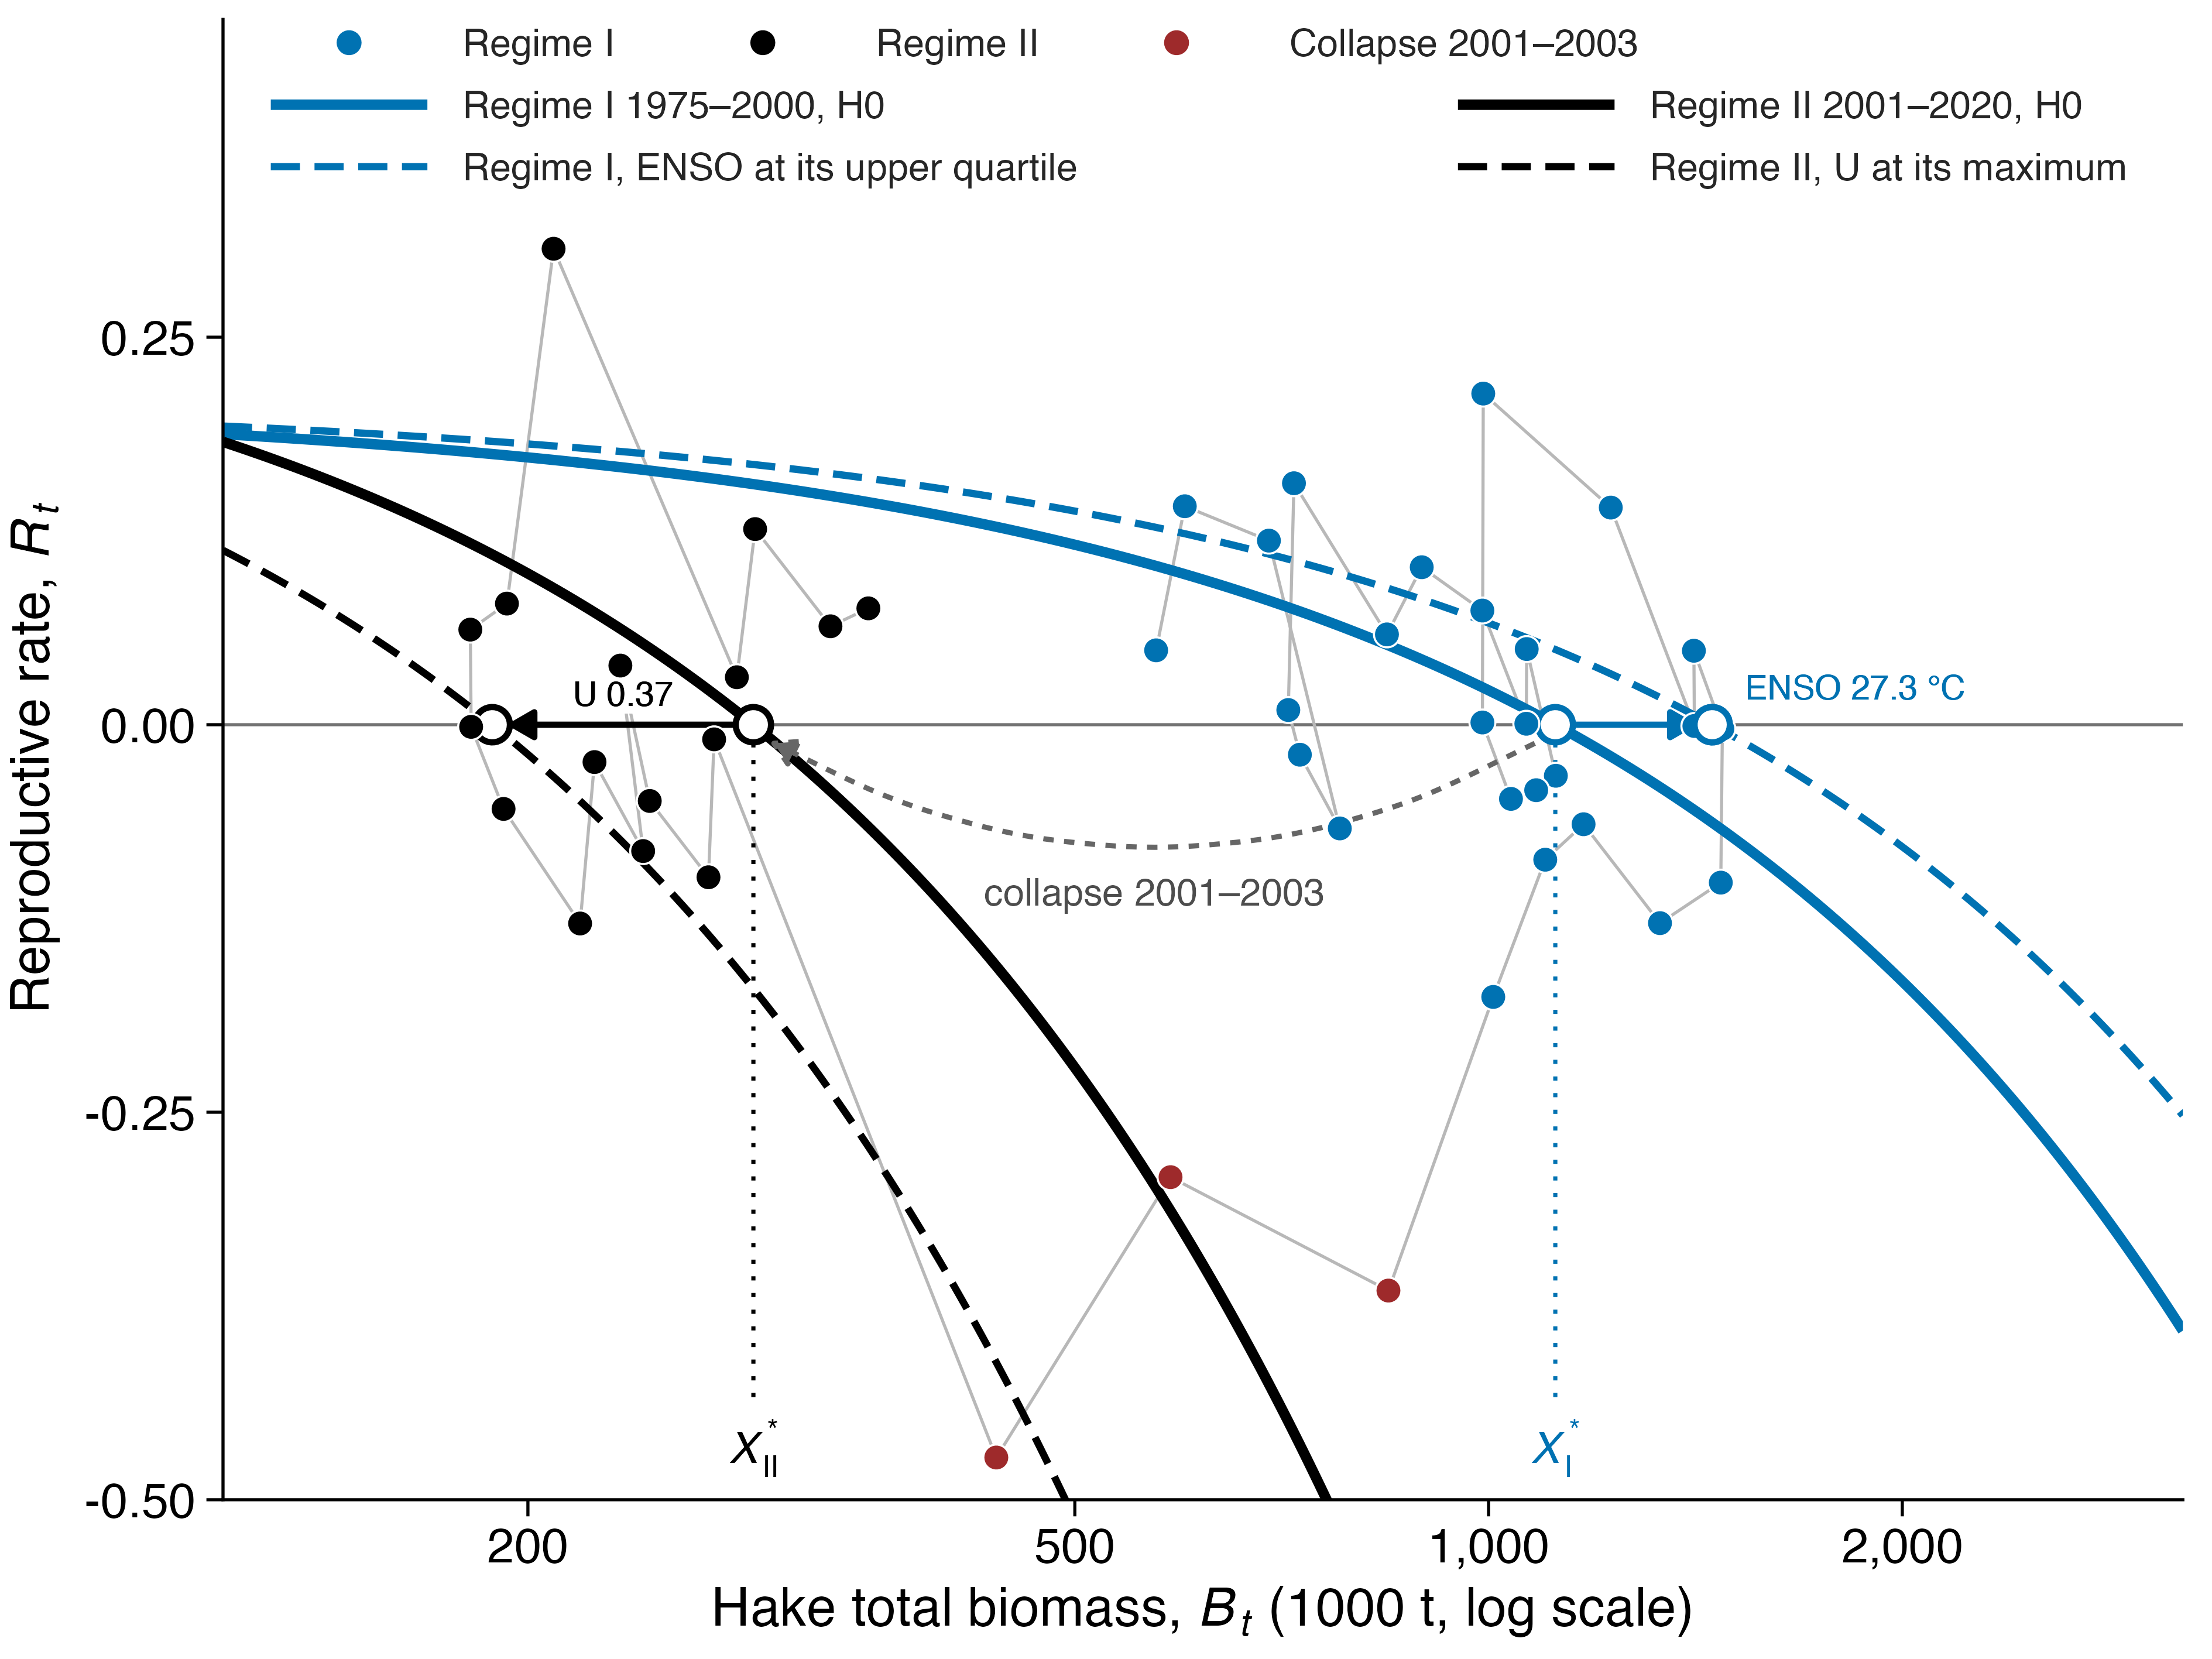 Regime I
Regime II
Collapse 2001–2003
Regime I 1975–2000, H0
Regime II 2001–2020, H0
Regime I, ENSO at its upper quartile
Regime II, U at its maximum
0.25
0.00
-0.25
-0.50
Reproductive rate, R t
U 0.37
ENSO 27.3 °C
collapse 2001–2003
X*II
X*I
200
500
1,000
2,000
Hake total biomass, B t (1000 t, log scale)